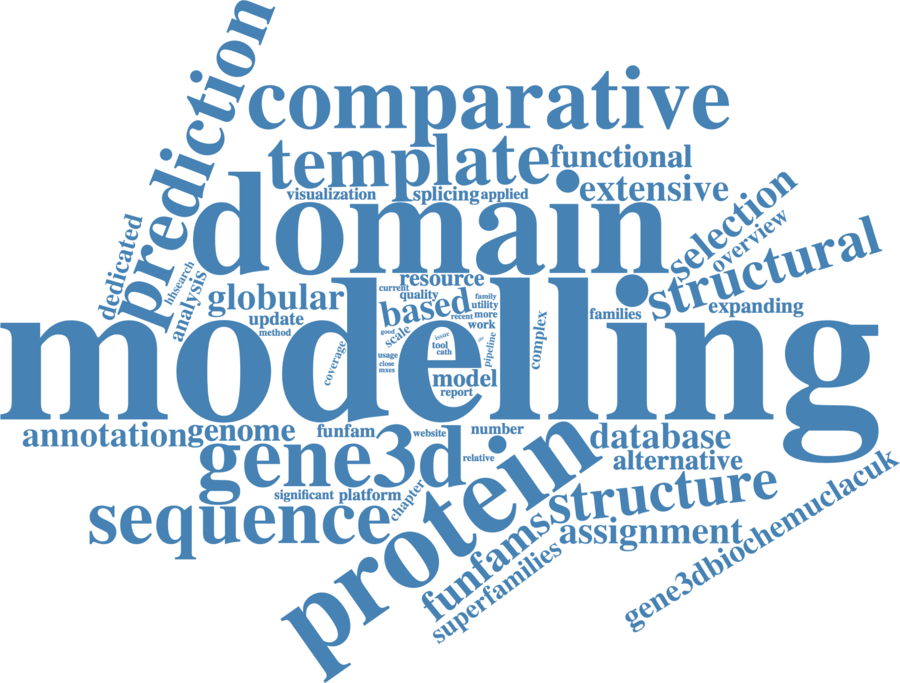 prediction
comparative
template
functional
visualization
splicing
applied
extensive
domain
selection
overview
structural
dedicated
hhsearch
analysis
globular
update
method
resource
current
quality
family
utility
based
recent
more
work
good
scale
issue
tool
cath
pipeline
complex
families
expanding
coverage
usage
close
mxes
model
report
modelling
annotation
genome
funfam
website
number
database
alternative
gene3d
relative
significant
platform
chapter
sequence
protein
structure
assignment
funfams
superfamilies
gene3dbiochemuclacuk